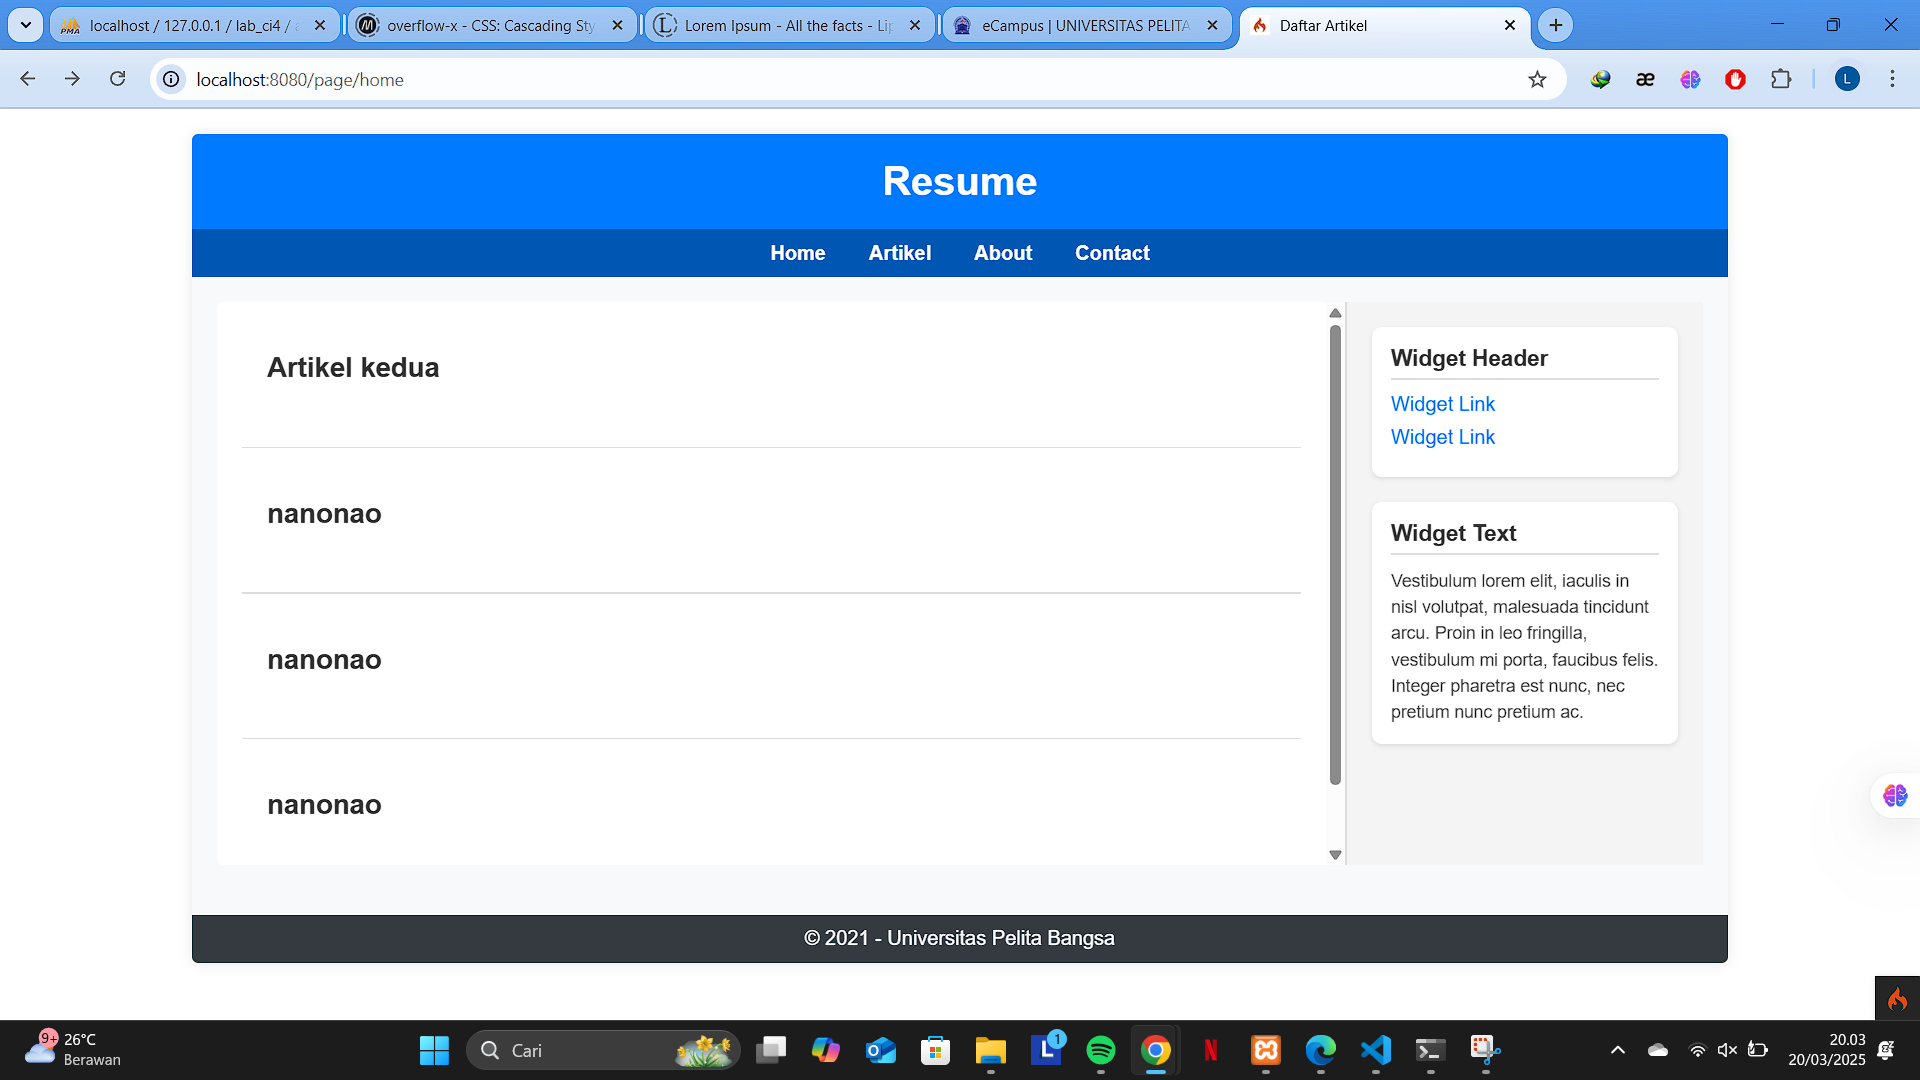 localhost / 127.0.0.1 / lab_ci4 /
overflow-x - CSS: Cascading Sty
Lorem Ipsum - All the facts - Lip
eCampus | UNIVERSITAS PELITA
Daftar Artikel
localhost:8080/page/home
æ
L
Resume
Home
Artikel
About
Contact
Artikel kedua
nanonao
nanonao
nanonao
Widget Header
Widget Link
Widget Link
Widget Text
Vestibulum lorem elit, iaculis in
nisl volutpat, malesuada tincidunt
arcu. Proin in leo fringilla,
vestibulum mi porta, faucibus felis.
Integer pharetra est nunc, nec
pretium nunc pretium ac.
© 2021 - Universitas Pelita Bangsa
9+
26°C
Berawan
Cari
L
1
N
20.03
20/03/2025